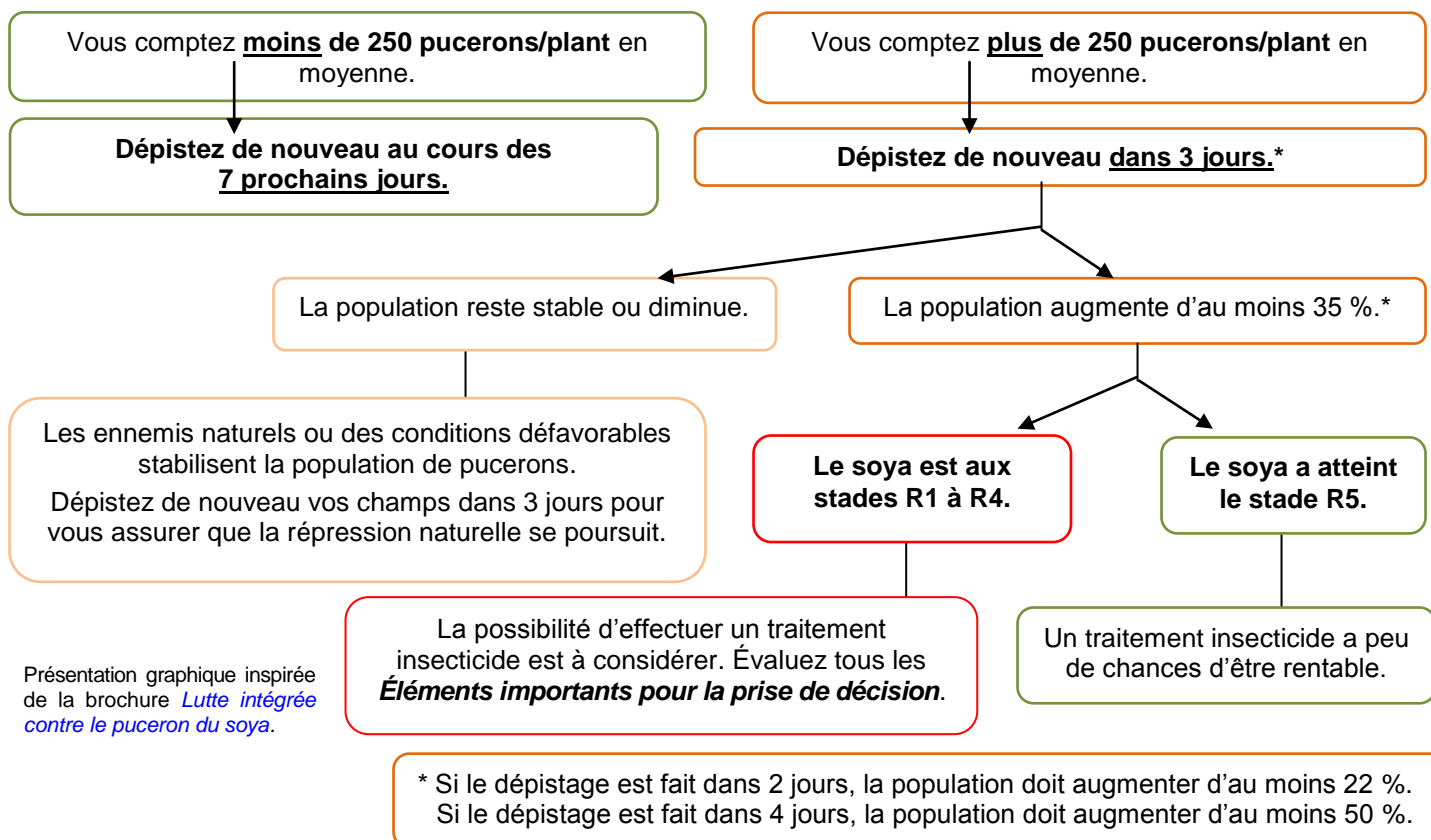 Vous comptez moins de 250 pucerons/plant en
moyenne.
Vous comptez plus de 250 pucerons/plant en
moyenne.
Dépistez de nouveau au cours des
7 prochains jours.
Dépistez de nouveau dans 3 jours.*
La population reste stable ou diminue.
La population augmente d'au moins 35 %.*
Les ennemis naturels ou des conditions défavorables
stabilisent la population de pucerons.
Dépistez de nouveau vos champs dans 3 jours pour
vous assurer que la répression naturelle se poursuit.
Le soya est aux
stades R1 à R4.
Le soya a atteint
le stade R5.
La possibilité d'effectuer un traitement
insecticide est à considérer. Évaluez tous les
Éléments importants pour la prise de décision.
Un traitement insecticide a peu
de chances d'être rentable.
Présentation graphique inspirée
de la brochure Lutte intégrée
contre le puceron du soya.
* Si le dépistage est fait dans 2 jours, la population doit augmenter d'au moins 22 %.
Si le dépistage est fait dans 4 jours, la population doit augmenter d'au moins 50 %.